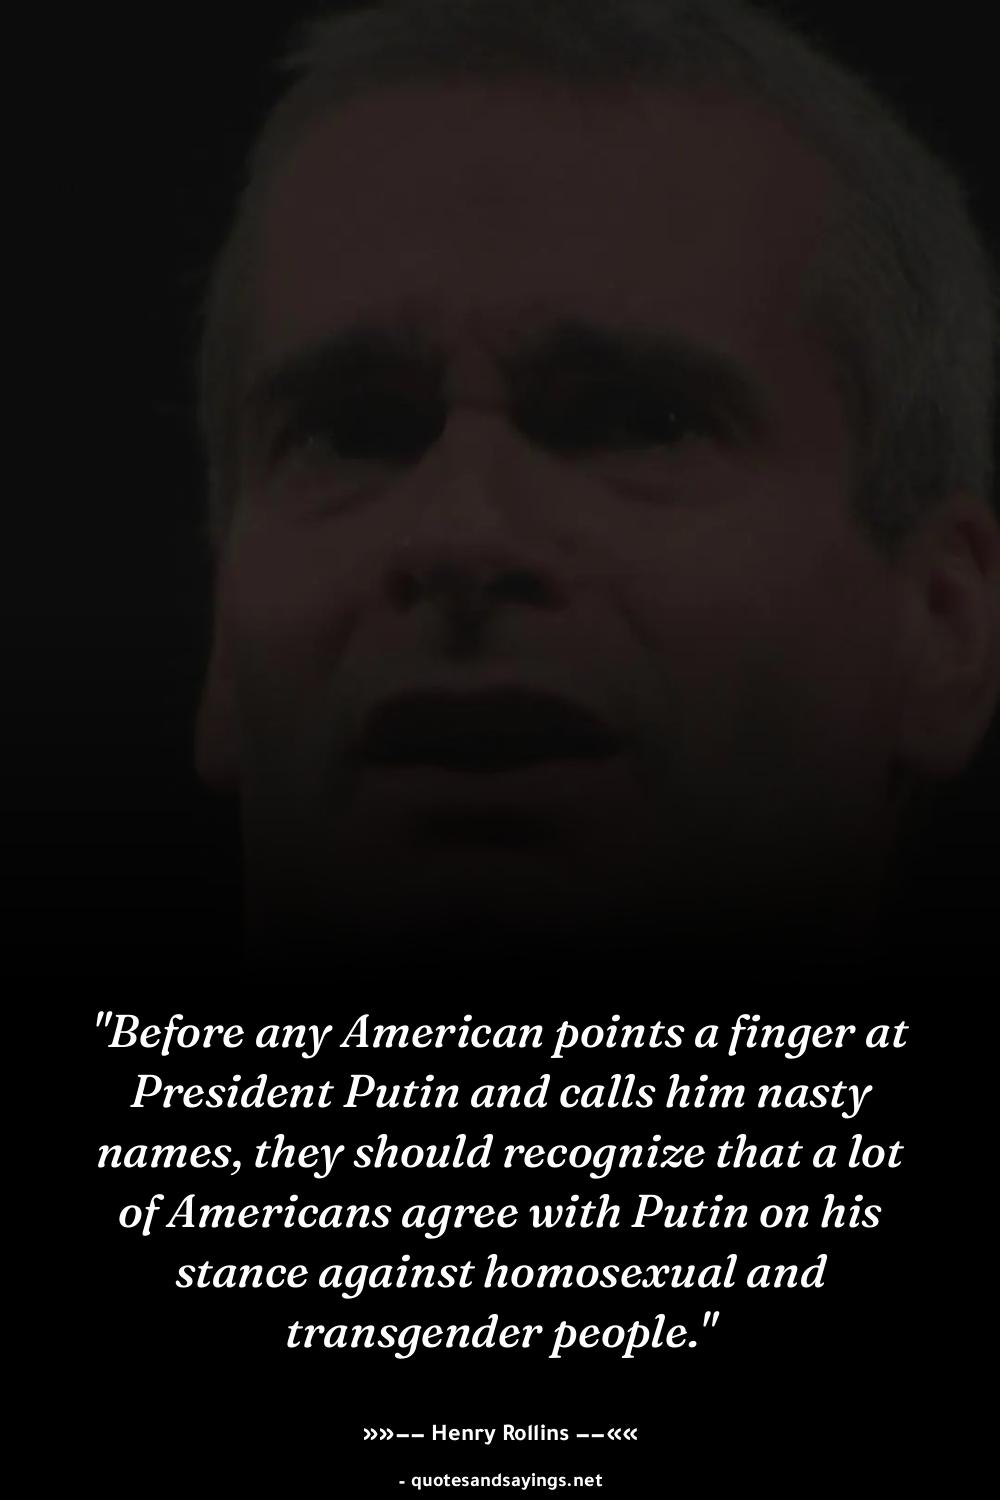 "Before any American points a finger at
President Putin and calls him nasty
names, they should recognize that a lot
of Americans agree with Putin on his
stance against homosexual and
transgender people."
»»–– Henry Rollins ––««
- quotesandsayings.net